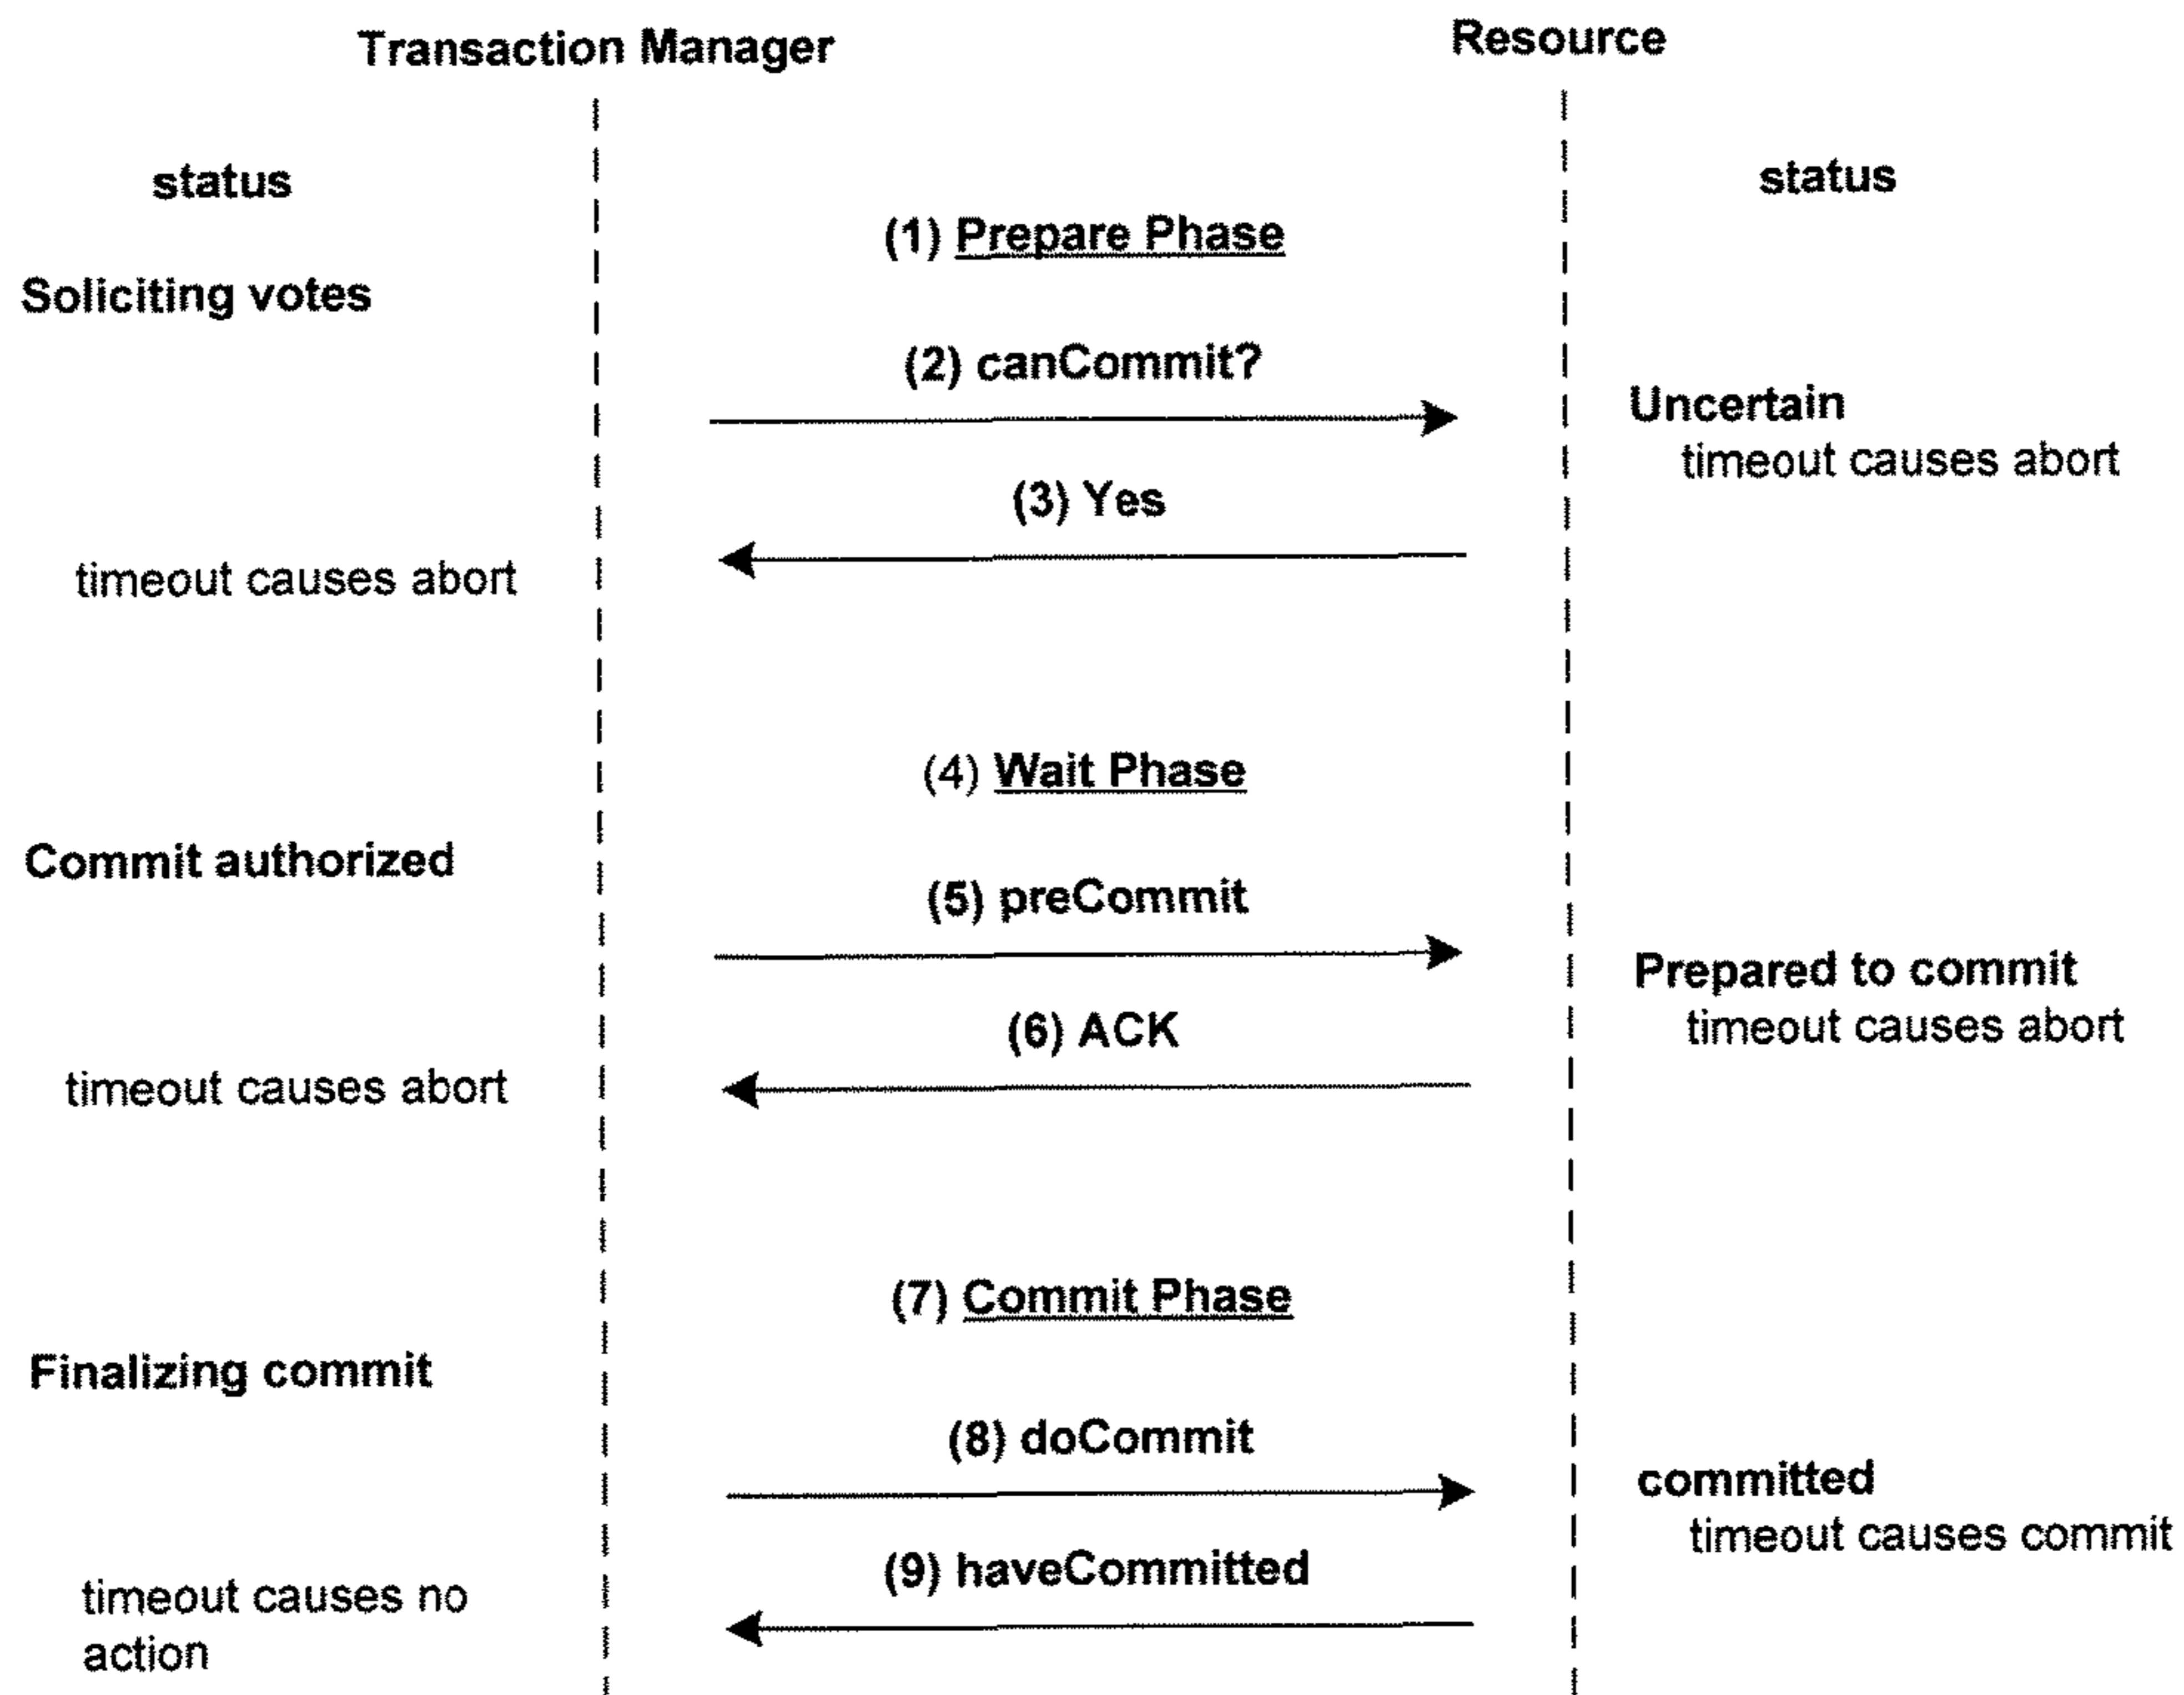 Transaction Manager
Resource
status
status
(1) Prepare Phase
Soliciting votes
(2) canCommit?
Uncertain
timeout causes abort
(3) Yes
timeout causes abort
(4) Wait Phase
Commit authorized
(5) preCommit
Prepared to commit
timeout causes abort
(6) ACK
timeout causes abort
(7) Commit Phase
Finalizing commit
(8) doCommit
committed
timeout causes commit
(9) haveCommitted
timeout causes no
action